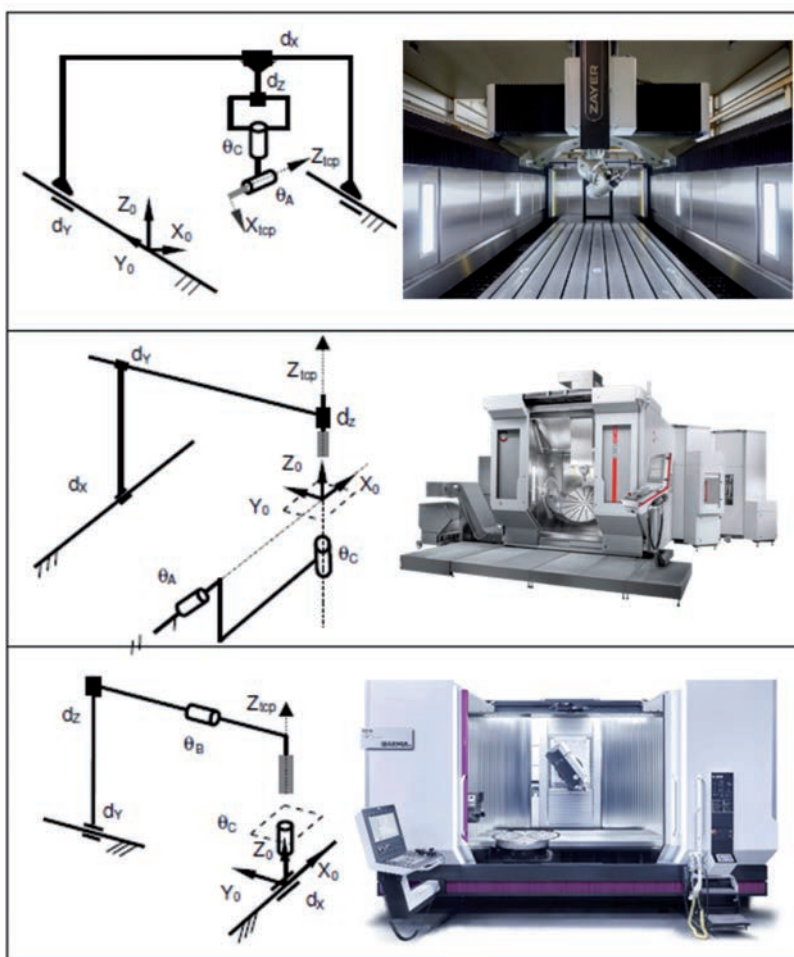 dX
dZ
θC
Ztcp
θA
Xtcp
dY
Z0
X0
Y0
ZAYER
dY
Ztcp
dZ
Z0
X0
Y0
dX
θC
θA
dZ
θB
Ztcp
dY
θC
Z0
X0
Y0
dX